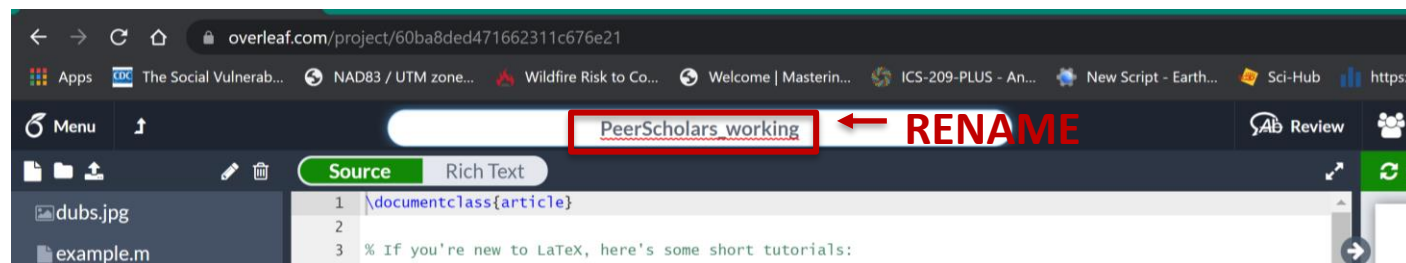 overleaf.com/project/60ba8ded471662311c676e21
Apps The Social Vulnerab... NAD83 / UTM zone... Wildfire Risk to Co... Welcome | Masterin... ICS-209-PLUS - An... New Script - Earth... Sci-Hub https:
Menu PeerScholars_working RENAME Review
Source Rich Text
dubs.jpg
1 \documentclass{article}
2
example.m
3 % If you're new to LaTeX, here's some short tutorials: